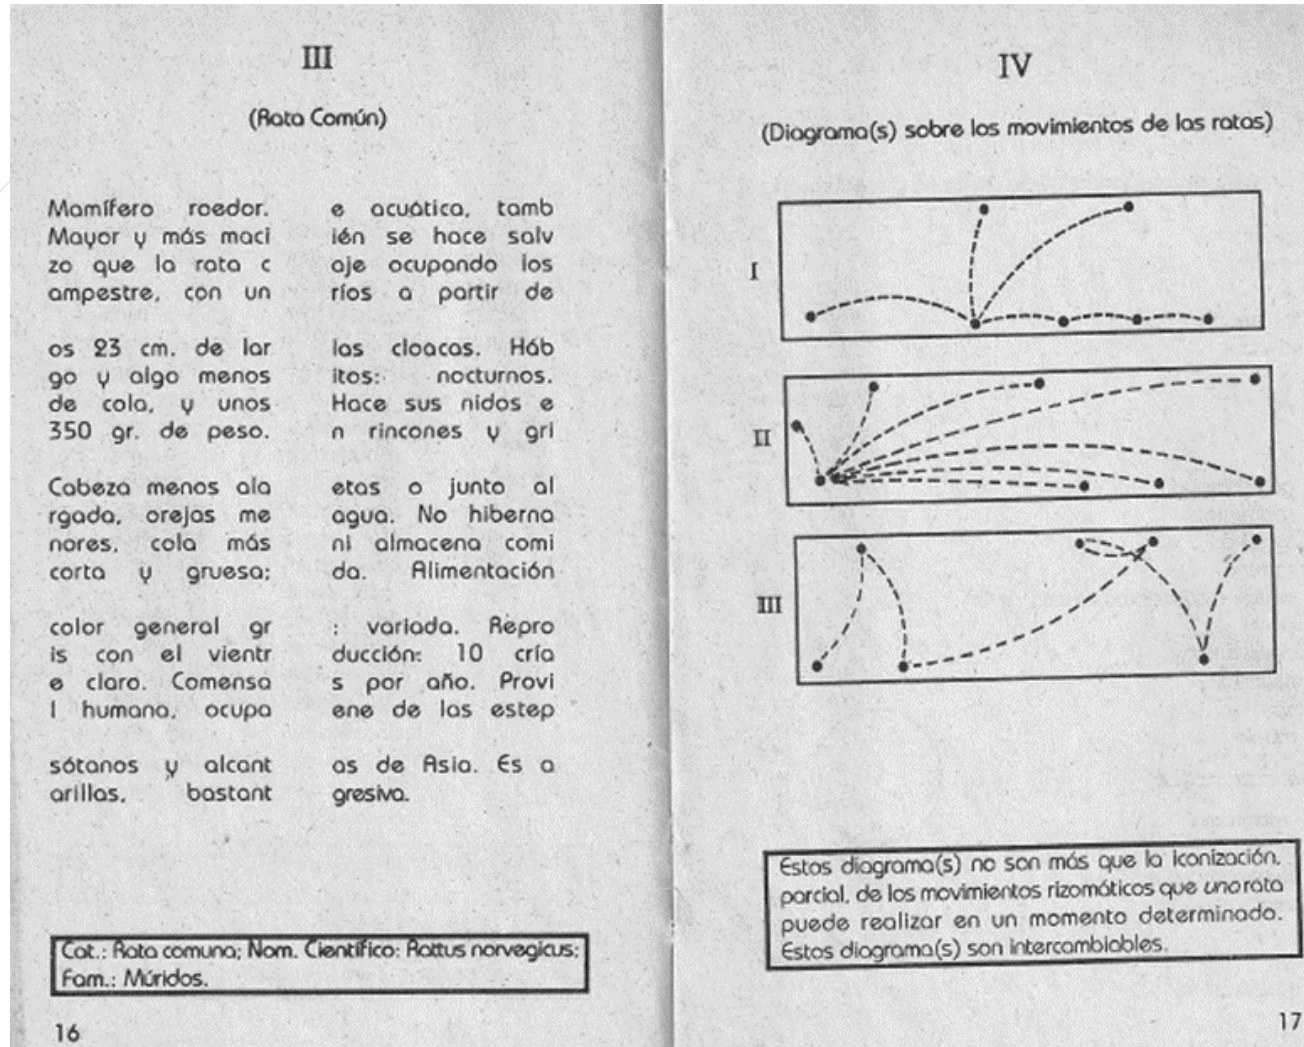 III
(Rata Común)
Mamífero roedor.
Mayor y más maci
zo que la rata c
ampestre, con un
os 23 cm. de lar
go y algo menos
de cola, y unos
350 gr. de peso.
Cabeza menos ala
rgada, orejas me
nores, cola más
corta y gruesa;
color general gr
is con el vientr
e claro. Comensa
l humano, ocupa
sótanos y alcant
arillas, bastant
e acuática, tamb
ién se hace salv
aje ocupando los
ríos a partir de
las cloacas. Háb
itos: nocturnos.
Hace sus nidos e
n rincones y gri
etas o junto al
agua. No hiberna
ni almacena comi
da. Alimentación
: variada. Repro
ducción: 10 cría
s por año. Provi
ene de las estep
as de Asia. Es a
gresiva.
Cat.: Rata comuna; Nom. Científico: Rattus norvegicus;
Fam.: Múridos.
16
IV
(Diagrama(s) sobre los movimientos de las ratas)
I
II
III
Estos diagrama(s) no son más que la iconización,
parcial, de los movimientos rizomáticos que una rata
puede realizar en un momento determinado.
Estos diagrama(s) son intercambiables.
17